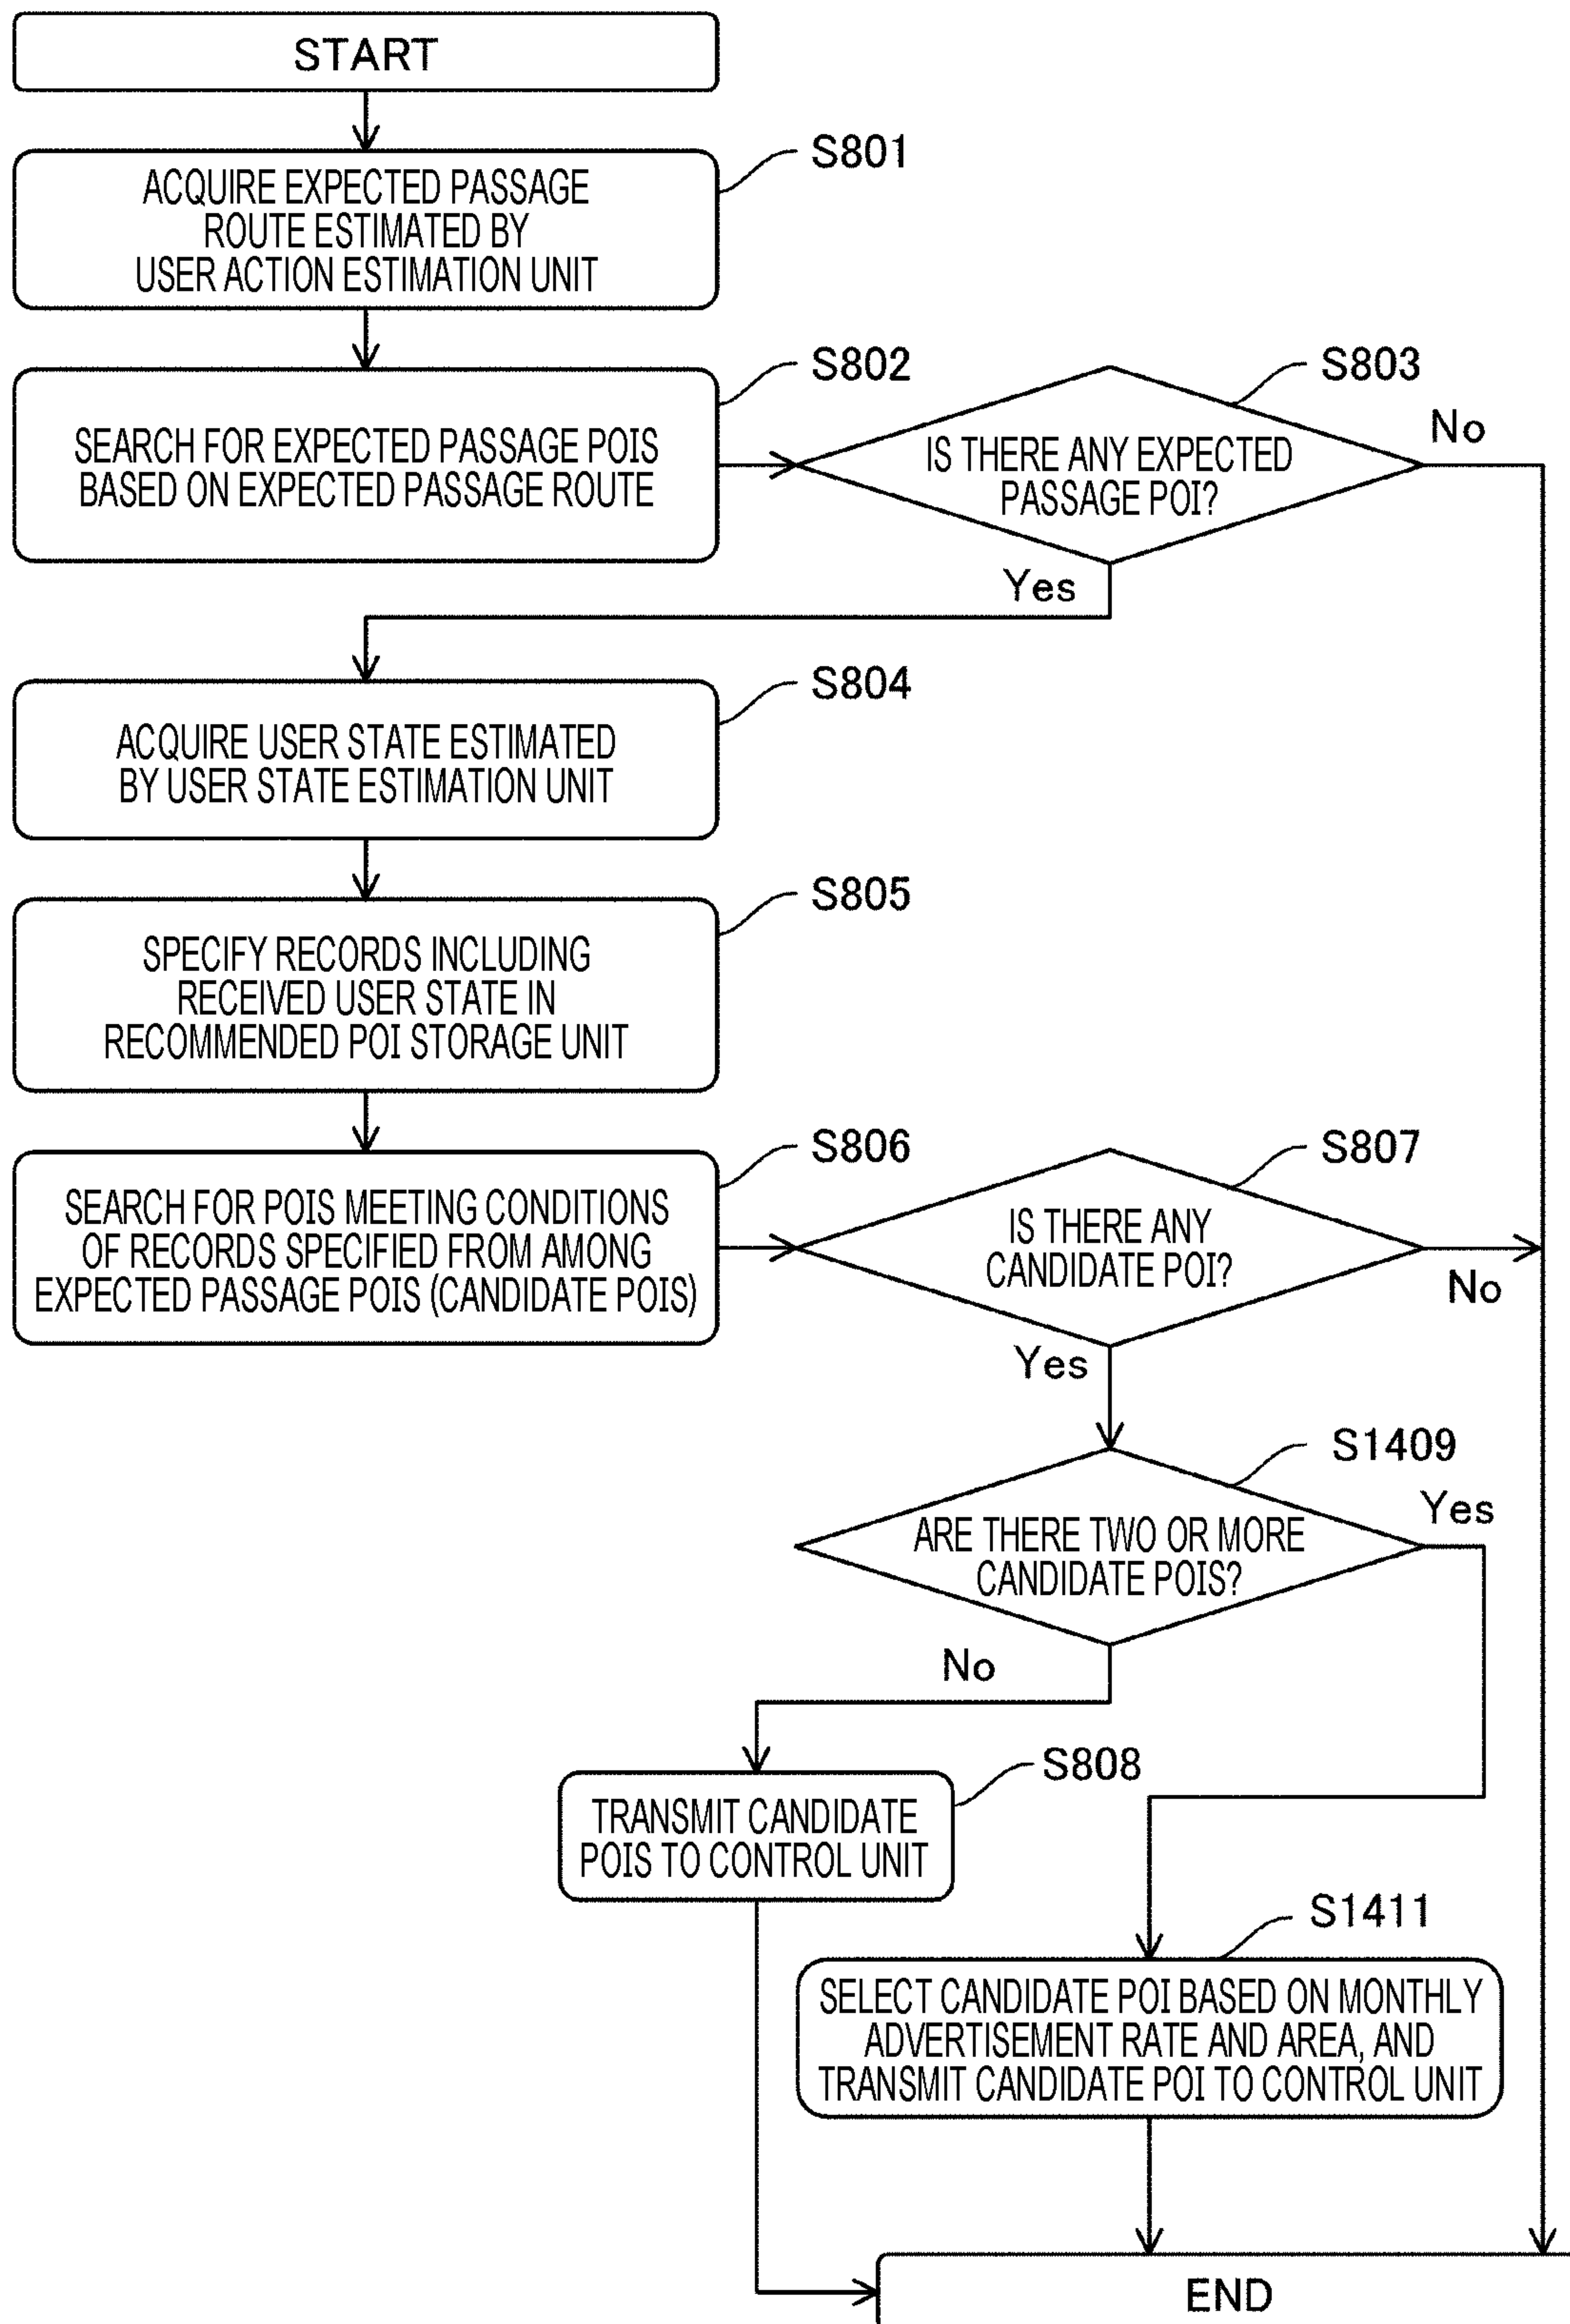 START
S801
ACQUIRE EXPECTED PASSAGE
ROUTE ESTIMATED BY
USER ACTION ESTIMATION UNIT
S802
SEARCH FOR EXPECTED PASSAGE POIS
BASED ON EXPECTED PASSAGE ROUTE
S803
IS THERE ANY EXPECTED
PASSAGE POI?
No
Yes
S804
ACQUIRE USER STATE ESTIMATED
BY USER STATE ESTIMATION UNIT
S805
SPECIFY RECORDS INCLUDING
RECEIVED USER STATE IN
RECOMMENDED POI STORAGE UNIT
S806
SEARCH FOR POIS MEETING CONDITIONS
OF RECORDS SPECIFIED FROM AMONG
EXPECTED PASSAGE POIS (CANDIDATE POIS)
S807
IS THERE ANY
CANDIDATE POI?
No
Yes
S1409
ARE THERE TWO OR MORE
CANDIDATE POIS?
Yes
No
S808
TRANSMIT CANDIDATE
POIS TO CONTROL UNIT
S1411
SELECT CANDIDATE POI BASED ON MONTHLY
ADVERTISEMENT RATE AND AREA, AND
TRANSMIT CANDIDATE POI TO CONTROL UNIT
END